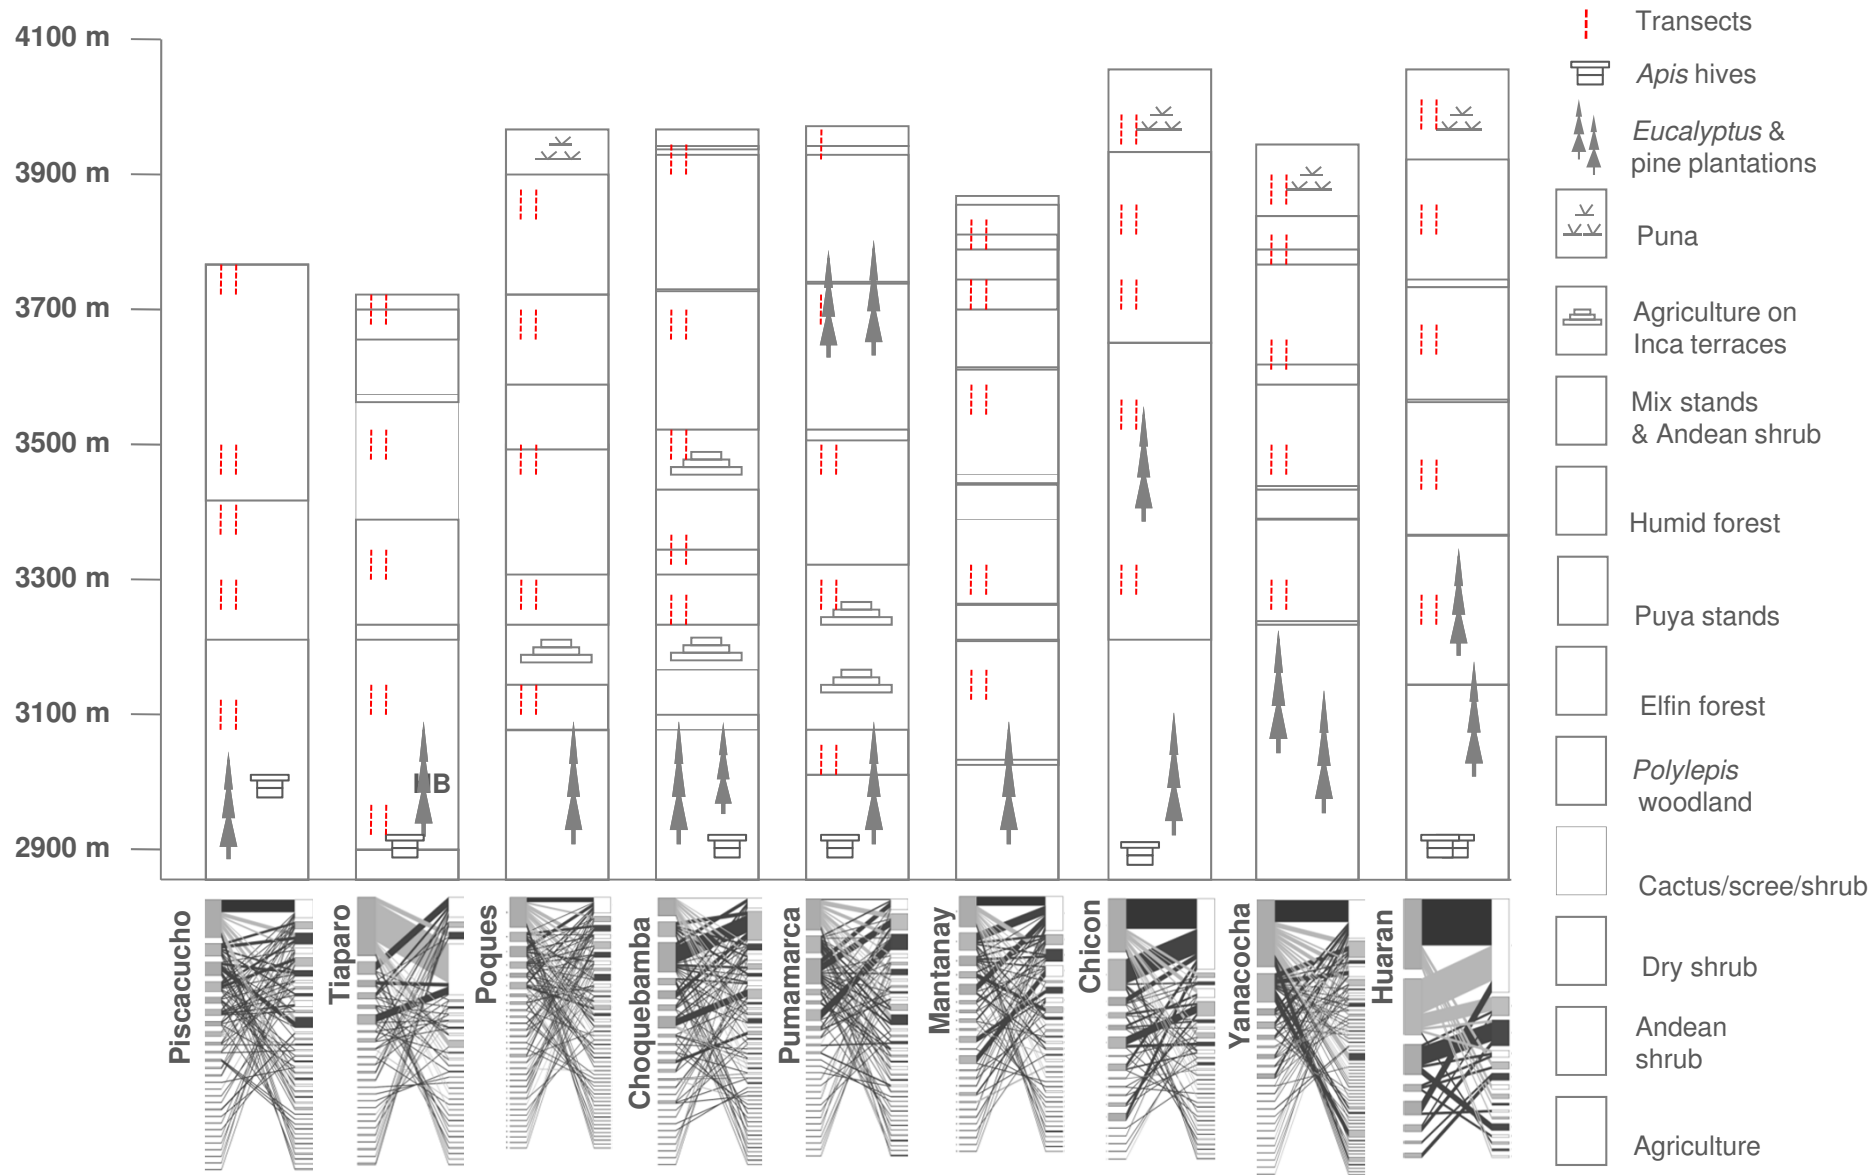 4100 m
3900 m
3700 m
3500 m
3300 m
3100 m
2900 m
HB
Piscacucho
Tiaparo
Poques
Choquebamba
Pumamarca
Mantanay
Chicon
Yanacocha
Huaran
Transects
Apis hives
Eucalyptus &
pine plantations
Puna
Agriculture on
Inca terraces
Mix stands
& Andean shrub
Humid forest
Puya stands
Elfin forest
Polylepis
woodland
Cactus/scree/shrub
Dry shrub
Andean
shrub
Agriculture